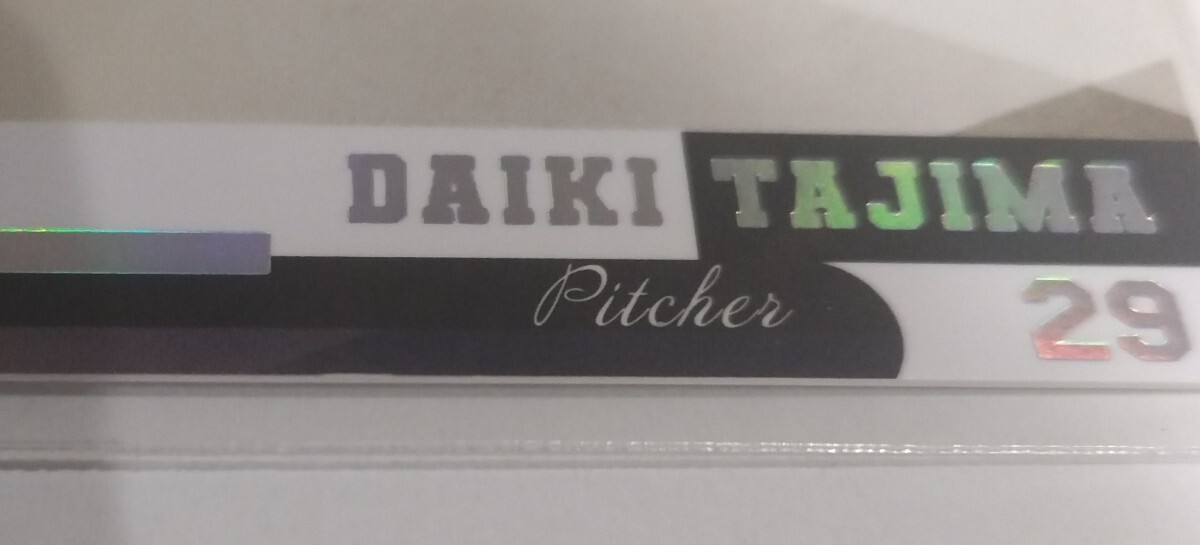 DAIKI TAJIMA
Pitcher
29